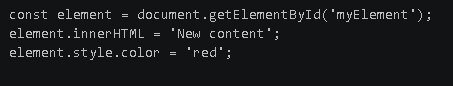 const element = document.getElementById('myElement');
element.innerHTML = 'New content';
element.style.color = 'red';